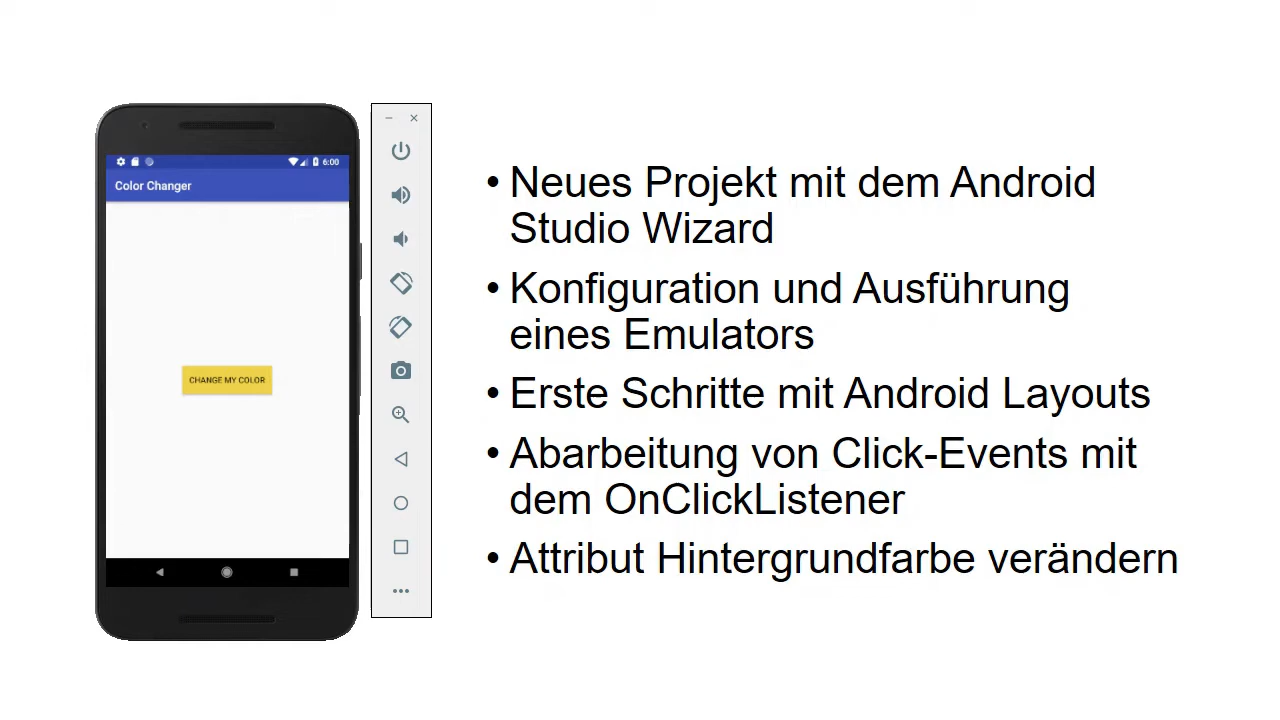 6:00
Color Changer
CHANGE MY COLOR
• Neues Projekt mit dem Android
Studio Wizard
• Konfiguration und Ausführung
eines Emulators
• Erste Schritte mit Android Layouts
• Abarbeitung von Click-Events mit
dem OnClickListener
• Attribut Hintergrundfarbe verändern